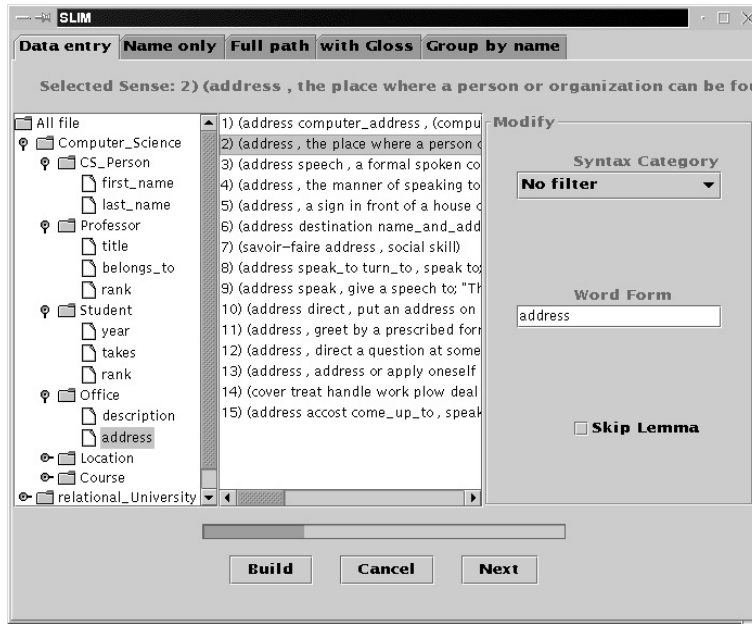 SLIM
Data entry Name only Full path with Gloss Group by name
Selected Sense: 2) (address , the place where a person or organization can be fou
All file
Computer_Science
CS_Person
first_name
last_name
Professor
title
belongs_to
rank
Student
year
takes
rank
Office
description
address
Location
Course
relational_University
1) (address computer_address , (compu
2) (address , the place where a person o
3) (address speech , a formal spoken co
4) (address , the manner of speaking to
5) (address , a sign in front of a house o
6) (address destination name_and_add
7) (savoir-faire address , social skill)
8) (address speak_to turn_to , speak to;
9) (address speak , give a speech to; "Th
10) (address direct , put an address on
11) (address , greet by a prescribed forr
12) (address , direct a question at some
13) (address , address or apply oneself
14) (cover treat handle work plow deal
15) (address accost come_up_to , speak
Modify
Syntax Category
No filter
Word Form
address
Skip Lemma
Build Cancel Next